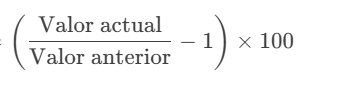 (Valor actual / Valor anterior − 1) × 100